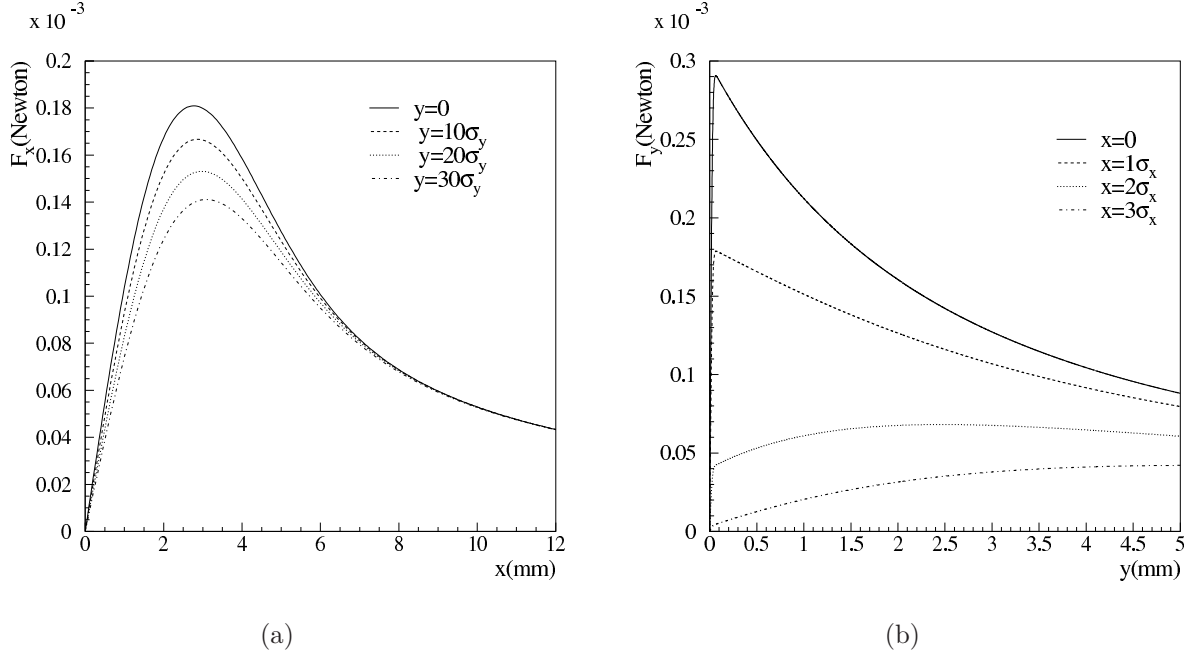 x 10⁻³
F_x(Newton)
0.2
0.18
0.16
0.14
0.12
0.1
0.08
0.06
0.04
0.02
0
y=0
y=10σ_y
y=20σ_y
y=30σ_y
0 2 4 6 8 10 12
x(mm)
(a)
x 10⁻³
F_y(Newton)
0.3
0.25
0.2
0.15
0.1
0.05
0
x=0
x=1σ_x
x=2σ_x
x=3σ_x
0 0.5 1 1.5 2 2.5 3 3.5 4 4.5 5
y(mm)
(b)